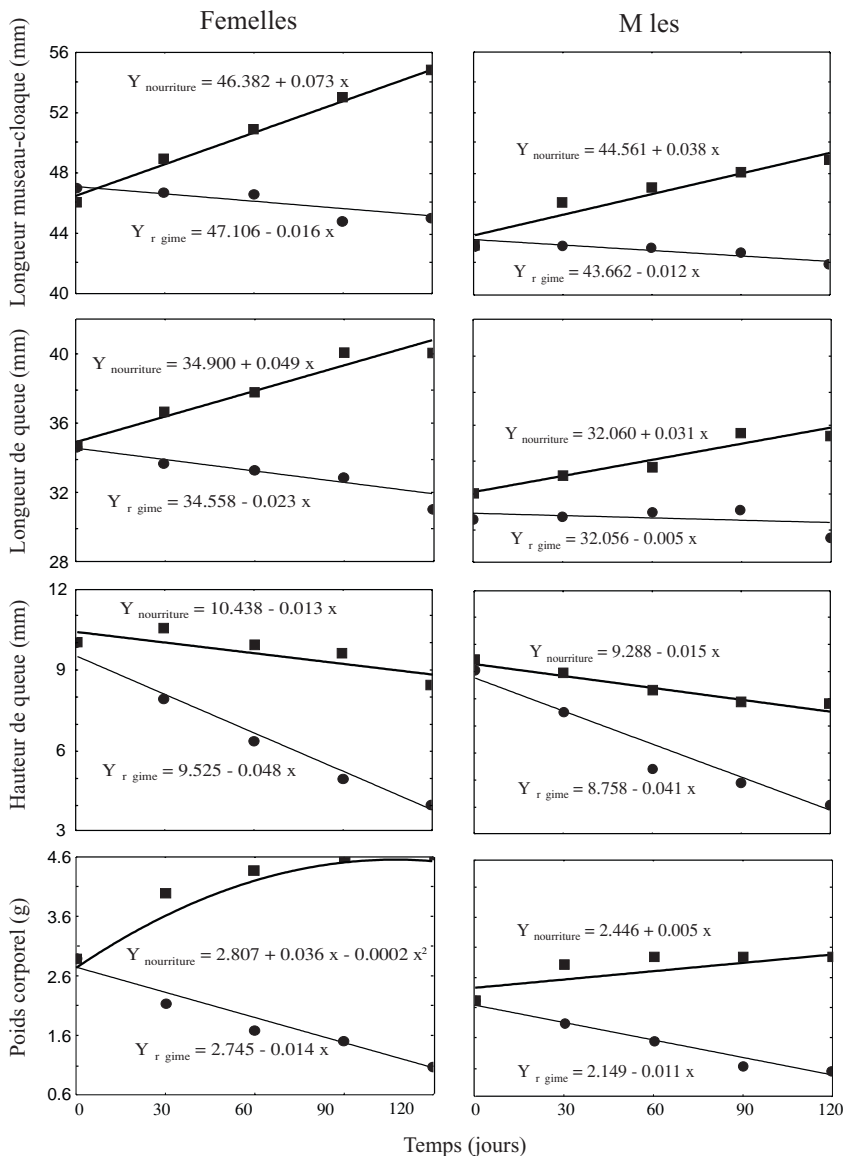 Femelles
M les
Longueur museau-cloaque (mm)
56
52
48
44
40
Y nourriture = 46.382 + 0.073 x
Y r gime = 47.106 - 0.016 x
Y nourriture = 44.561 + 0.038 x
Y r gime = 43.662 - 0.012 x
Longueur de queue (mm)
40
36
32
28
Y nourriture = 34.900 + 0.049 x
Y r gime = 34.558 - 0.023 x
Y nourriture = 32.060 + 0.031 x
Y r gime = 32.056 - 0.005 x
Hauteur de queue (mm)
12
9
6
3
Y nourriture = 10.438 - 0.013 x
Y r gime = 9.525 - 0.048 x
Y nourriture = 9.288 - 0.015 x
Y r gime = 8.758 - 0.041 x
Poids corporel (g)
4.6
2.6
1.6
0.6
Y nourriture = 2.807 + 0.036 x - 0.0002 x²
Y r gime = 2.745 - 0.014 x
Y nourriture = 2.446 + 0.005 x
Y r gime = 2.149 - 0.011 x
0 30 60 90 120
0 30 60 90 120
Temps (jours)